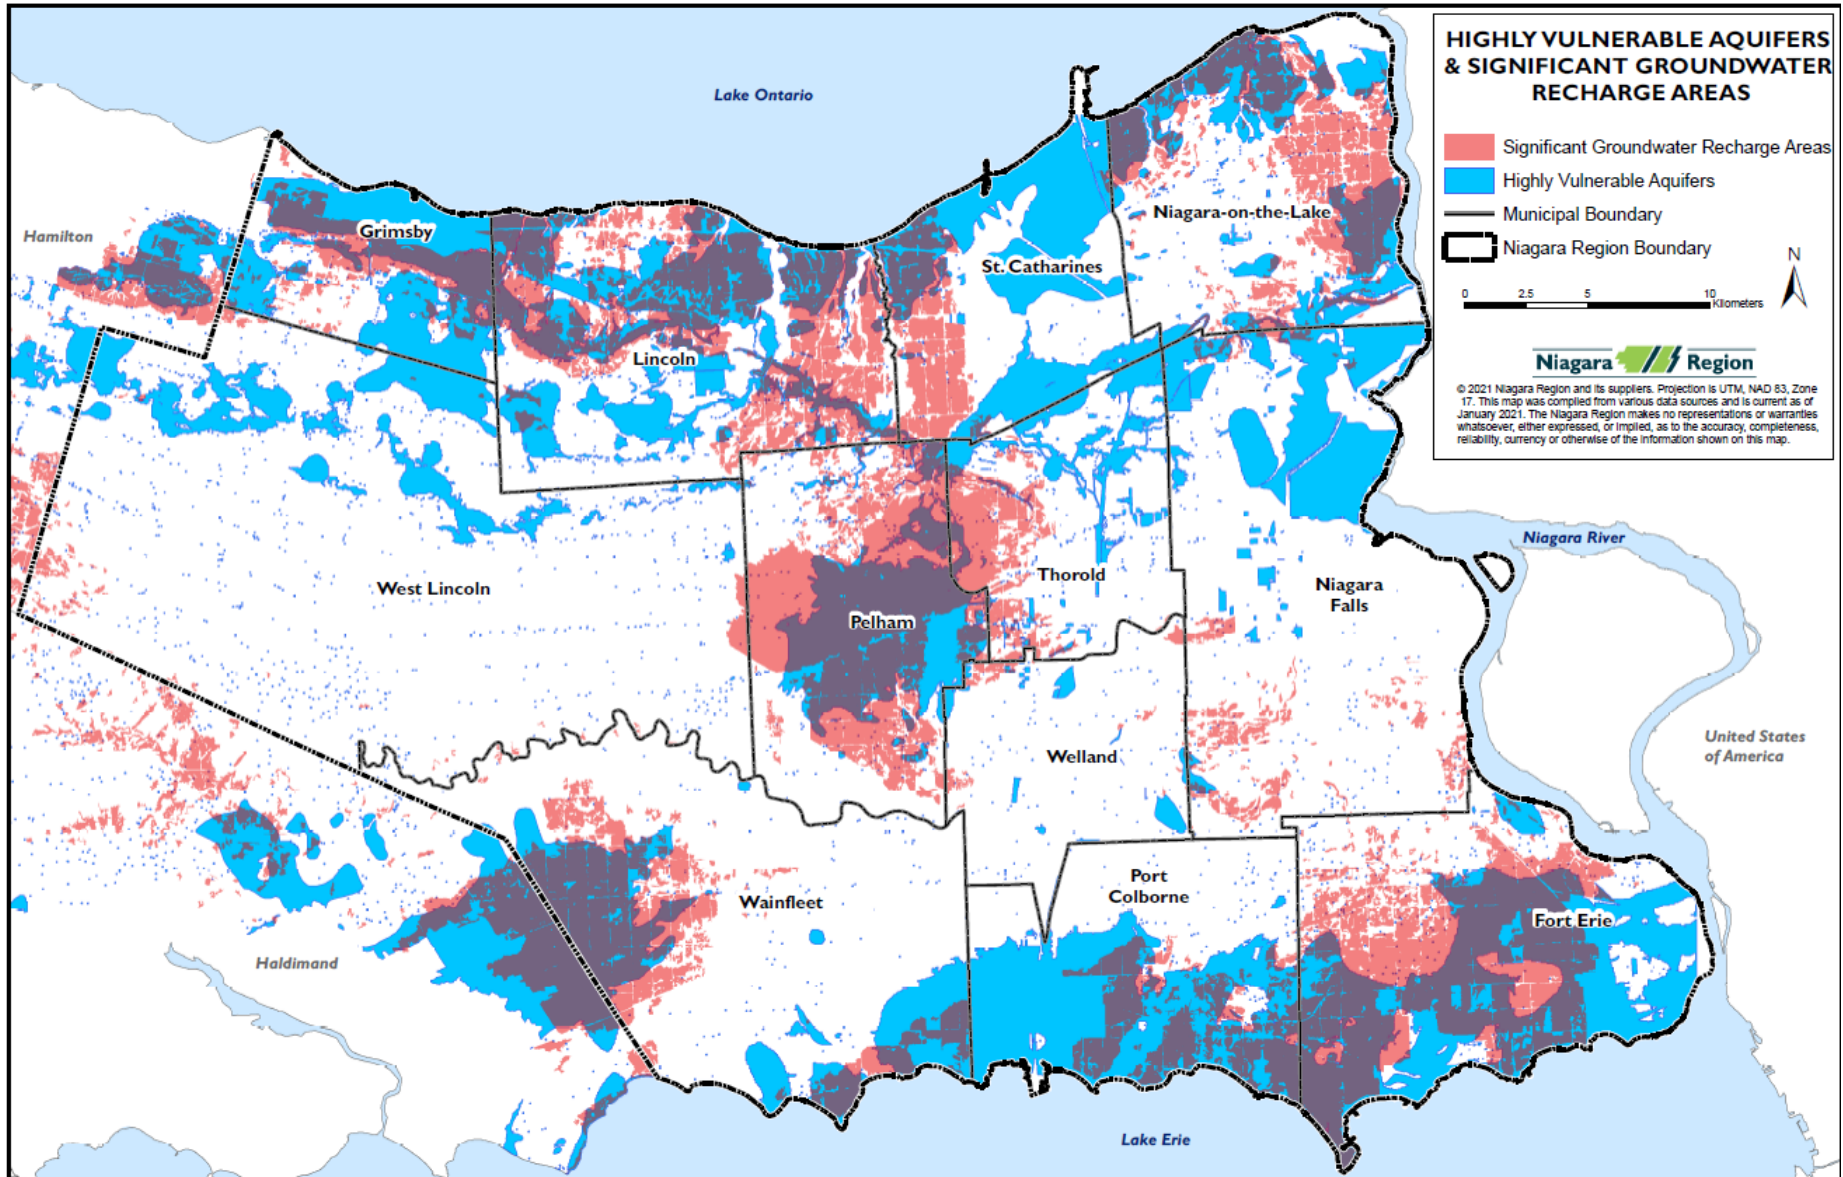 HIGHLY VULNERABLE AQUIFERS
& SIGNIFICANT GROUNDWATER
RECHARGE AREAS
Significant Groundwater Recharge Areas
Highly Vulnerable Aquifers
Municipal Boundary
Niagara Region Boundary
N
0 2.5 5 10
Kilometers
Niagara Region
© 2021 Niagara Region and its suppliers. Projection is UTM, NAD 83, Zone
17. This map was compiled from various data sources and is current as of
January 2021. The Niagara Region makes no representations or warranties
whatsoever, either expressed, or implied, as to the accuracy, completeness,
reliability, currency or otherwise of the information shown on this map.
Lake Ontario
Hamilton
Grimsby
Niagara-on-the-Lake
St. Catharines
Lincoln
Niagara River
West Lincoln
Thorold
Niagara
Falls
Pelham
Welland
United States
of America
Port
Colborne
Wainfleet
Fort Erie
Haldimand
Lake Erie